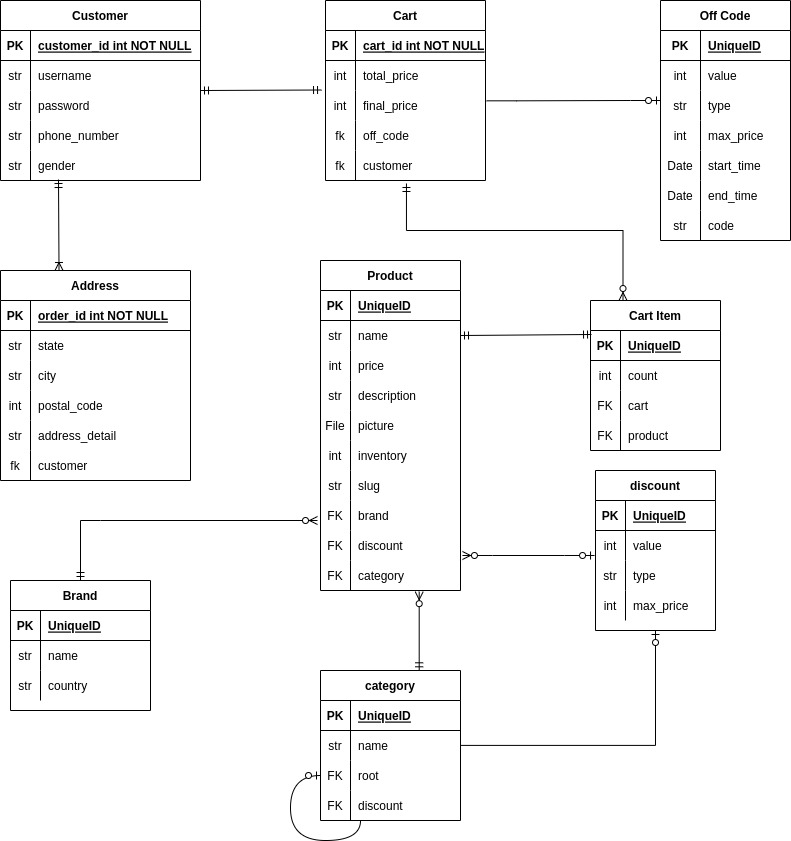 Customer
PK customer_id int NOT NULL
str username
str password
str phone_number
str gender
Cart
PK cart_id int NOT NULL
int total_price
int final_price
fk off_code
fk customer
Off Code
PK UniqueID
int value
str type
int max_price
Date start_time
Date end_time
str code
Address
PK order_id int NOT NULL
str state
str city
int postal_code
str address_detail
fk customer
Product
PK UniqueID
str name
int price
str description
File picture
int inventory
str slug
FK brand
FK discount
FK category
Cart Item
PK UniqueID
int count
FK cart
FK product
discount
PK UniqueID
int value
str type
int max_price
Brand
PK UniqueID
str name
str country
category
PK UniqueID
str name
FK root
FK discount